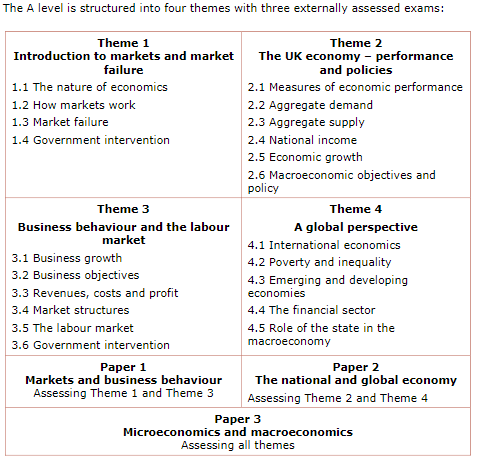 The A level is structured into four themes with three externally assessed exams:
Theme 1
Introduction to markets and market
failure
1.1 The nature of economics
1.2 How markets work
1.3 Market failure
1.4 Government intervention
Theme 2
The UK economy – performance
and policies
2.1 Measures of economic performance
2.2 Aggregate demand
2.3 Aggregate supply
2.4 National income
2.5 Economic growth
2.6 Macroeconomic objectives and
policy
Theme 3
Business behaviour and the labour
market
3.1 Business growth
3.2 Business objectives
3.3 Revenues, costs and profit
3.4 Market structures
3.5 The labour market
3.6 Government intervention
Theme 4
A global perspective
4.1 International economics
4.2 Poverty and inequality
4.3 Emerging and developing
economies
4.4 The financial sector
4.5 Role of the state in the
macroeconomy
Paper 1
Markets and business behaviour
Assessing Theme 1 and Theme 3
Paper 2
The national and global economy
Assessing Theme 2 and Theme 4
Paper 3
Microeconomics and macroeconomics
Assessing all themes